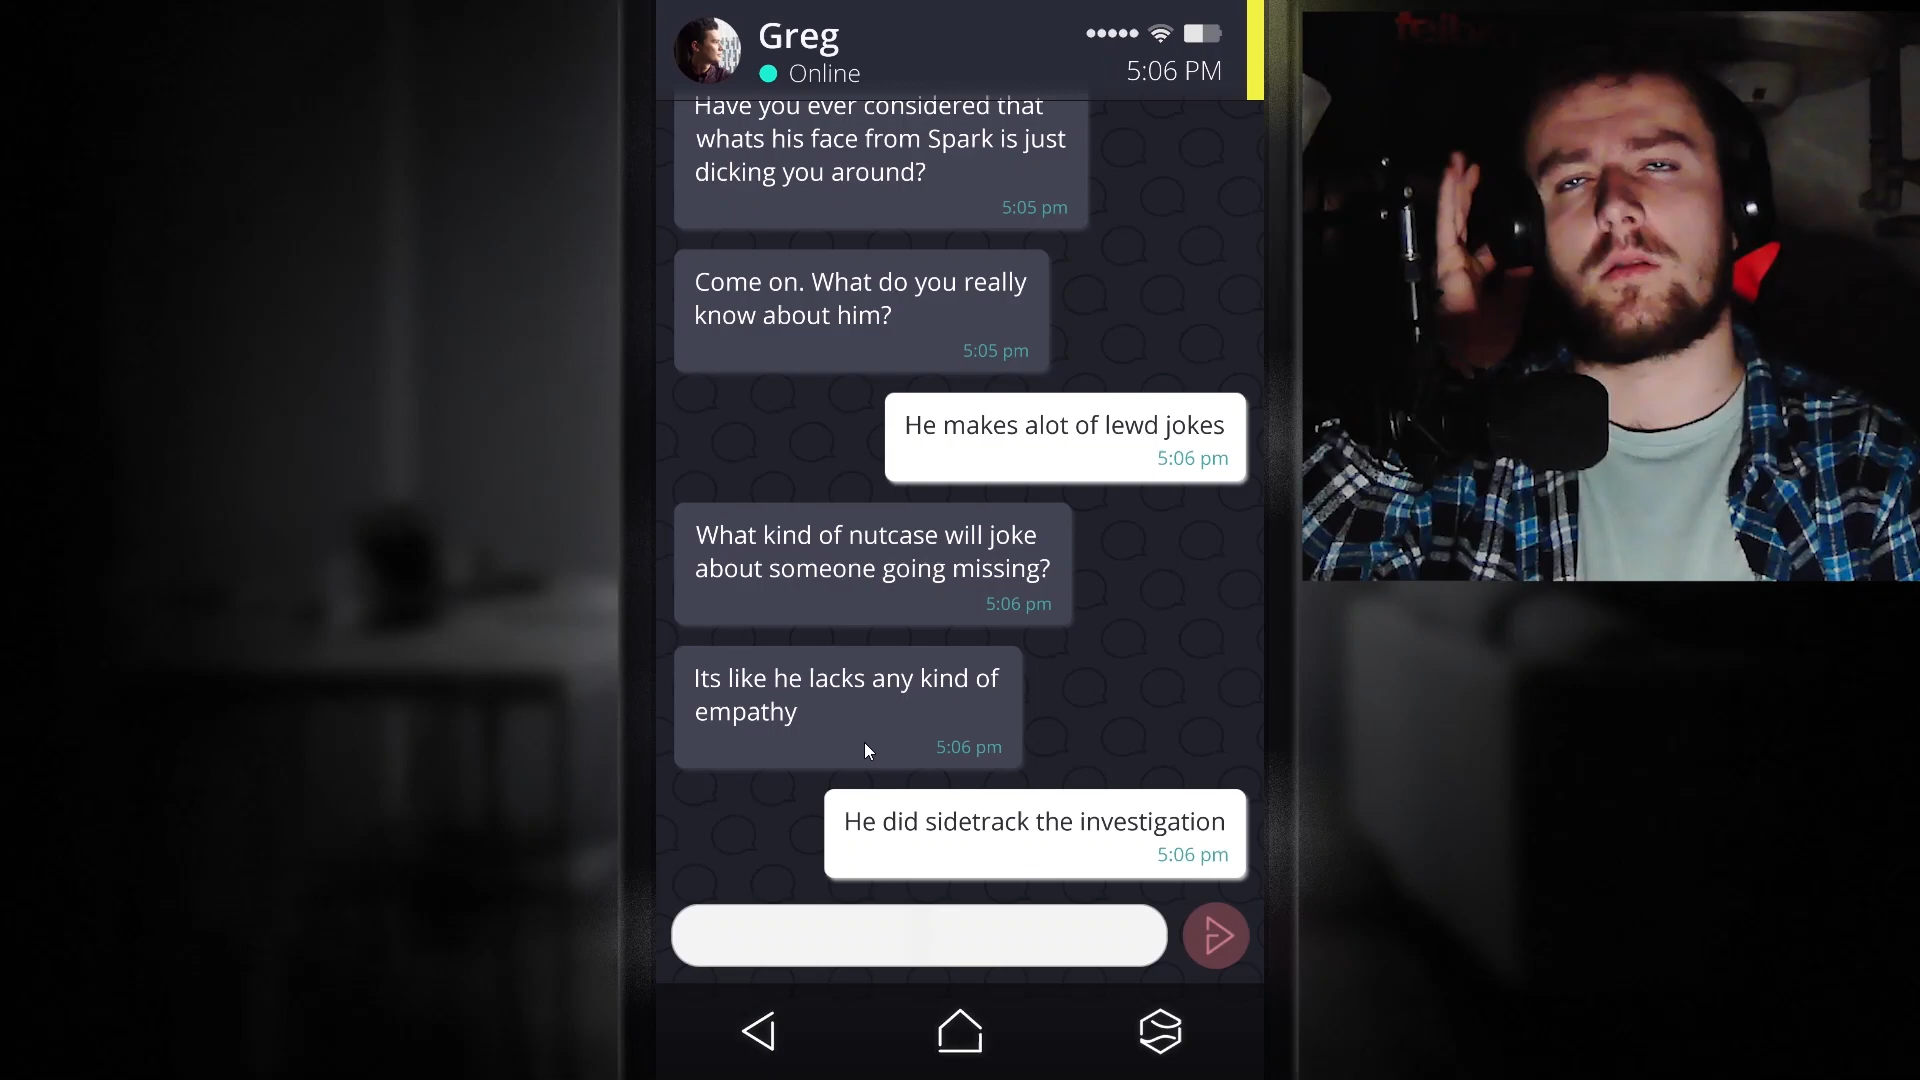 Greg
Online
5:06 PM
Have you ever considered that
whats his face from Spark is just
dicking you around?
5:05 pm
Come on. What do you really
know about him?
5:05 pm
He makes alot of lewd jokes
5:06 pm
What kind of nutcase will joke
about someone going missing?
5:06 pm
Its like he lacks any kind of
empathy
5:06 pm
He did sidetrack the investigation
5:06 pm